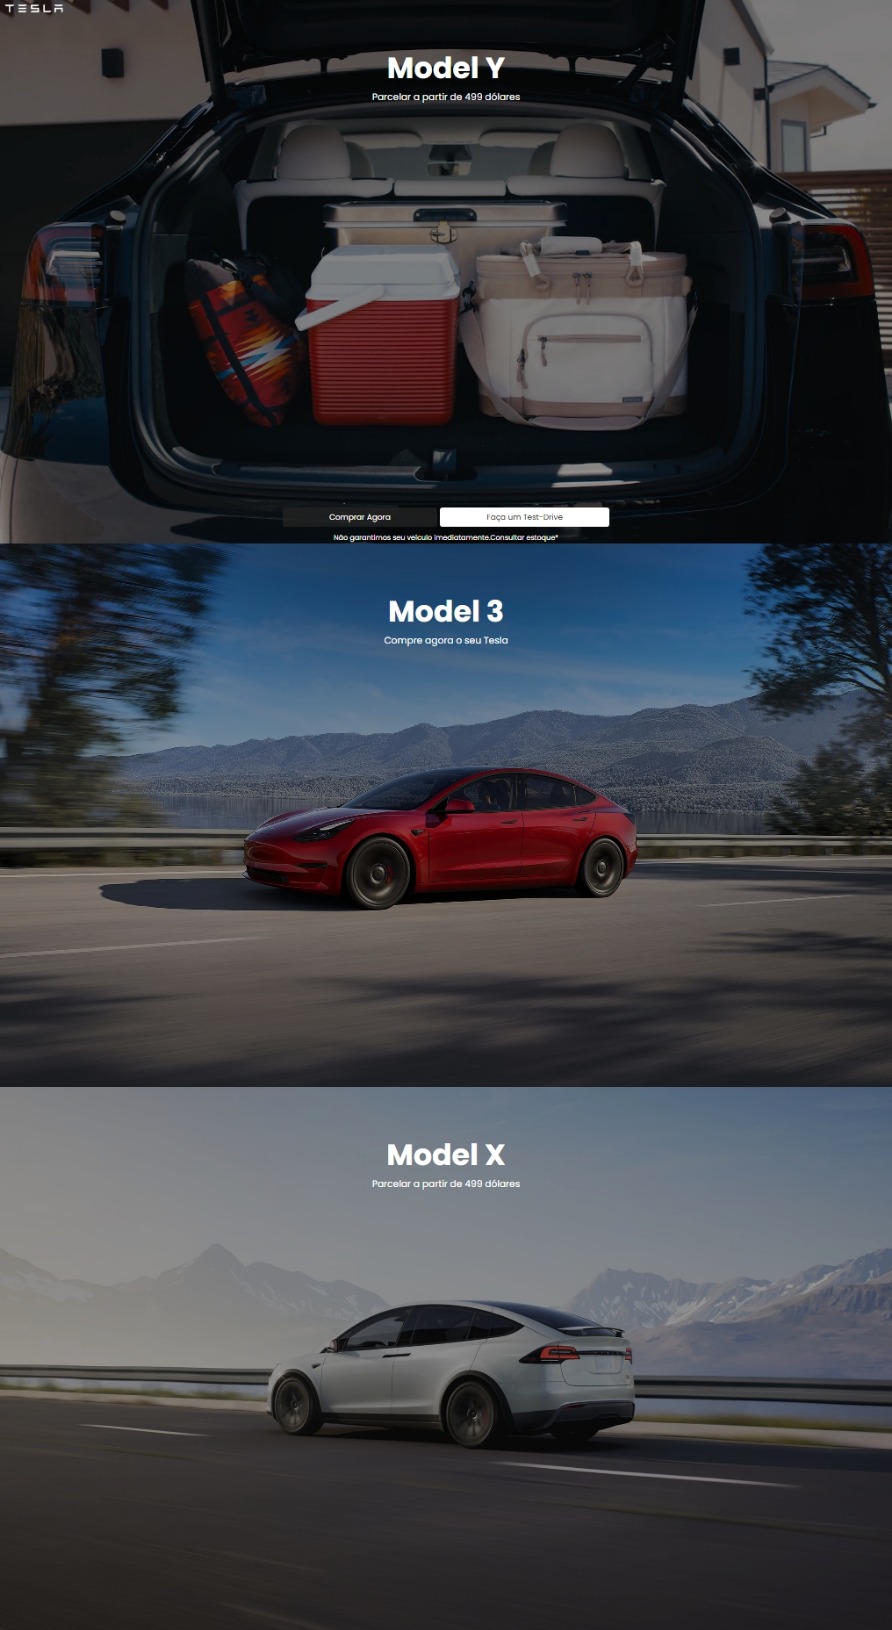 TESLA
Model Y
Parcelar a partir de 499 dólares
Comprar Agora
Faça um Test-Drive
Não garantimos seu veículo imediatamente.Consultar estoque*
Model 3
Compre agora o seu Tesla
Model X
Parcelar a partir de 499 dólares